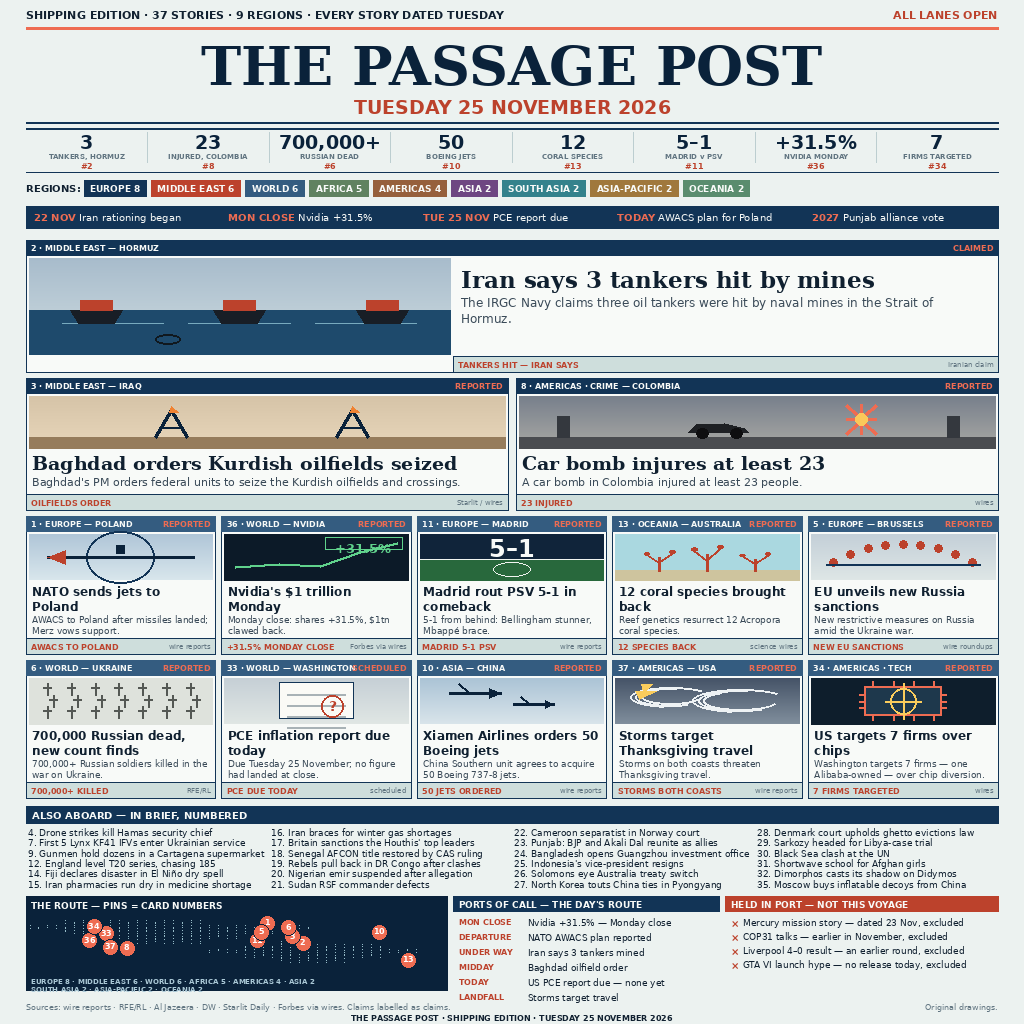 SHIPPING EDITION · 37 STORIES · 9 REGIONS · EVERY STORY DATED TUESDAY
ALL LANES OPEN
THE PASSAGE POST
TUESDAY 25 NOVEMBER 2026
3
TANKERS, HORMUZ
#2
23
INJURED, COLOMBIA
#8
700,000+
RUSSIAN DEAD
#6
50
BOEING JETS
#10
12
CORAL SPECIES
#13
5–1
MADRID v PSV
#11
+31.5%
NVIDIA MONDAY
#36
7
FIRMS TARGETED
#34
REGIONS: EUROPE 8 MIDDLE EAST 6 WORLD 6 AFRICA 5 AMERICAS 4 ASIA 2 SOUTH ASIA 2 ASIA-PACIFIC 2 OCEANIA 2
22 NOV Iran rationing began
MON CLOSE Nvidia +31.5%
TUE 25 NOV PCE report due
TODAY AWACS plan for Poland
2027 Punjab alliance vote
2 · MIDDLE EAST — HORMUZ
CLAIMED
Iran says 3 tankers hit by mines
The IRGC Navy claims three oil tankers were hit by naval mines in the Strait of
Hormuz.
TANKERS HIT — IRAN SAYS
Iranian claim
3 · MIDDLE EAST — IRAQ
REPORTED
Baghdad orders Kurdish oilfields seized
Baghdad's PM orders federal units to seize the Kurdish oilfields and crossings.
OILFIELDS ORDER
Starlit / wires
8 · AMERICAS · CRIME — COLOMBIA
REPORTED
Car bomb injures at least 23
A car bomb in Colombia injured at least 23 people.
23 INJURED
wires
1 · EUROPE — POLAND
REPORTED
NATO sends jets to
Poland
AWACS to Poland after missiles landed;
Merz vows support.
AWACS TO POLAND
wire reports
36 · WORLD — NVIDIA
REPORTED
+31.5%
Nvidia's $1 trillion
Monday
Monday close: shares +31.5%, $1tn
clawed back.
+31.5% MONDAY CLOSE
Forbes via wires
11 · EUROPE — MADRID
REPORTED
5–1
Madrid rout PSV 5-1 in
comeback
5-1 from behind: Bellingham stunner,
Mbappé brace.
MADRID 5-1 PSV
wire reports
13 · OCEANIA — AUSTRALIA
REPORTED
12 coral species brought
back
Reef genetics resurrect 12 Acropora
coral species.
12 SPECIES BACK
science wires
5 · EUROPE — BRUSSELS
REPORTED
EU unveils new Russia
sanctions
New restrictive measures on Russia
amid the Ukraine war.
NEW EU SANCTIONS
wire roundups
6 · WORLD — UKRAINE
REPORTED
700,000 Russian dead,
new count finds
700,000+ Russian soldiers killed in the
war on Ukraine.
700,000+ KILLED
RFE/RL
33 · WORLD — WASHINGTON
SCHEDULED
?
PCE inflation report due
today
Due Tuesday 25 November; no figure
had landed at close.
PCE DUE TODAY
scheduled
10 · ASIA — CHINA
REPORTED
Xiamen Airlines orders 50
Boeing jets
China Southern unit agrees to acquire
50 Boeing 737-8 jets.
50 JETS ORDERED
wire reports
37 · AMERICAS — USA
REPORTED
Storms target
Thanksgiving travel
Storms on both coasts threaten
Thanksgiving travel.
STORMS BOTH COASTS
wire reports
34 · AMERICAS · TECH
REPORTED
US targets 7 firms over
chips
Washington targets 7 firms — one
Alibaba-owned — over chip diversion.
7 FIRMS TARGETED
wires
ALSO ABOARD — IN BRIEF, NUMBERED
4. Drone strikes kill Hamas security chief
7. First 5 Lynx KF41 IFVs enter Ukrainian service
9. Gunmen hold dozens in a Cartagena supermarket
12. England level T20 series, chasing 185
14. Fiji declares disaster in El Niño dry spell
15. Iran pharmacies run dry in medicine shortage
16. Iran braces for winter gas shortages
17. Britain sanctions the Houthis' top leaders
18. Senegal AFCON title restored by CAS ruling
19. Rebels pull back in DR Congo after clashes
20. Nigerian emir suspended after allegation
21. Sudan RSF commander defects
22. Cameroon separatist in Norway court
23. Punjab: BJP and Akali Dal reunite as allies
24. Bangladesh opens Guangzhou investment office
25. Indonesia's vice-president resigns
26. Solomons eye Australia treaty switch
27. North Korea touts China ties in Pyongyang
28. Denmark court upholds ghetto evictions law
29. Sarkozy headed for Libya-case trial
30. Black Sea clash at the UN
31. Shortwave school for Afghan girls
32. Dimorphos casts its shadow on Didymos
35. Moscow buys inflatable decoys from China
THE ROUTE — PINS = CARD NUMBERS
34
33
36
37
8
1
5
6
3
2
10
13
EUROPE 8 · MIDDLE EAST 6 · WORLD 6 · AFRICA 5 · AMERICAS 4 · ASIA 2
SOUTH ASIA 2 · ASIA-PACIFIC 2 · OCEANIA 2
PORTS OF CALL — THE DAY'S ROUTE
MON CLOSE Nvidia +31.5% — Monday close
DEPARTURE NATO AWACS plan reported
UNDER WAY Iran says 3 tankers mined
MIDDAY Baghdad oilfield order
TODAY US PCE report due — none yet
LANDFALL Storms target travel
HELD IN PORT — NOT THIS VOYAGE
× Mercury mission story — dated 23 Nov, excluded
× COP31 talks — earlier in November, excluded
× Liverpool 4–0 result — an earlier round, excluded
× GTA VI launch hype — no release today, excluded
Sources: wire reports · RFE/RL · Al Jazeera · DW · Starlit Daily · Forbes via wires. Claims labelled as claims.
Original drawings.
THE PASSAGE POST · SHIPPING EDITION · TUESDAY 25 NOVEMBER 2026